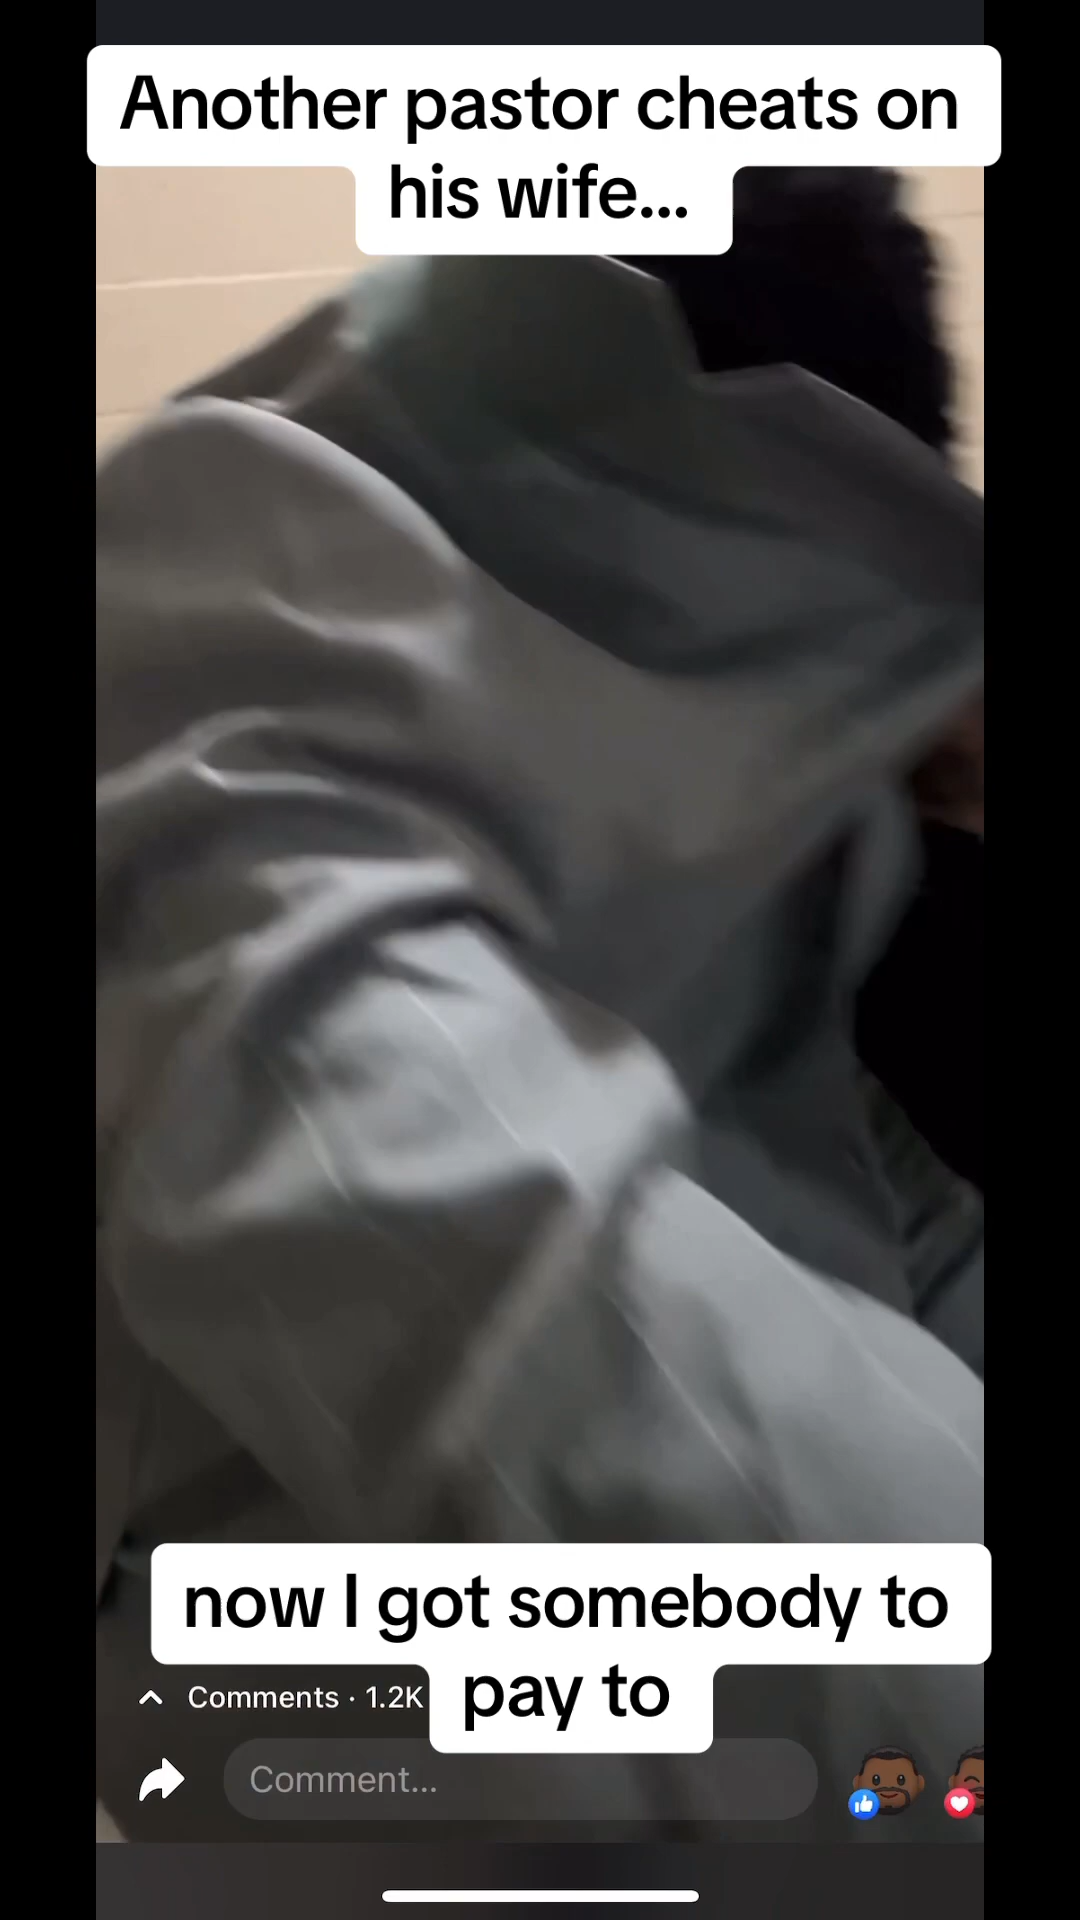 Another pastor cheats on
his wife...
now I got somebody to
pay to
Comments · 1.2K
Comment...